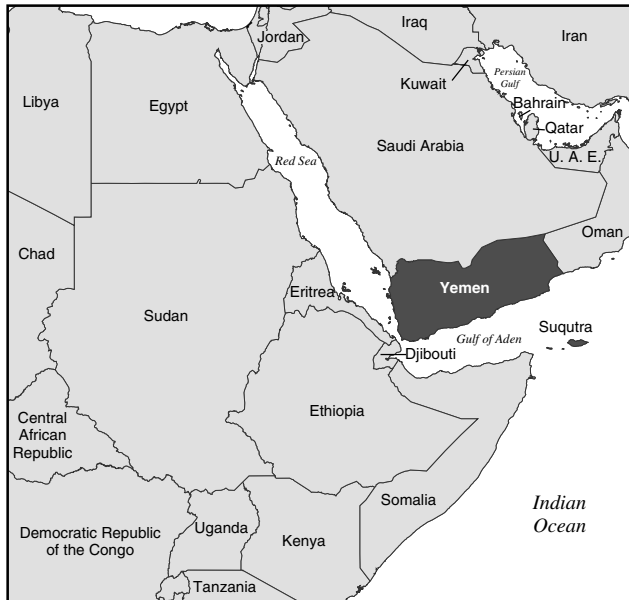 Iraq
Iran
Jordan
Kuwait
Persian
Gulf
Libya
Egypt
Bahrain
Qatar
Saudi Arabia
Red Sea
U. A. E.
Oman
Chad
Eritrea
Yemen
Sudan
Gulf of Aden
Suqutra
Djibouti
Ethiopia
Central
African
Republic
Somalia
Indian
Ocean
Democratic Republic
of the Congo
Uganda
Kenya
Tanzania